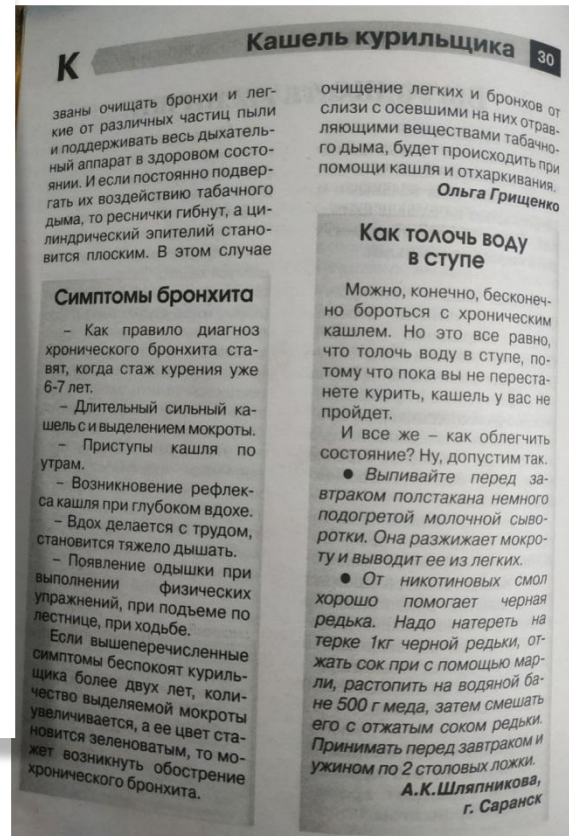 К
Кашель курильщика
30
званы очищать бронхи и лег-
кие от различных частиц пыли
и поддерживать весь дыхатель-
ный аппарат в здоровом состо-
янии. И если постоянно подвер-
гать их воздействию табачного
дыма, то реснички гибнут, а ци-
линдрический эпителий стано-
вится плоским. В этом случае
Симптомы бронхита
– Как правило диагноз
хронического бронхита ста-
вят, когда стаж курения уже
6-7 лет.
– Длительный сильный ка-
шель с и выделением мокроты.
– Приступы кашля по
утрам.
– Возникновение рефлек-
са кашля при глубоком вдохе.
– Вдох делается с трудом,
становится тяжело дышать.
– Появление одышки при
выполнении физических
упражнений, при подъеме по
лестнице, при ходьбе.
Если вышеперечисленные
симптомы беспокоят куриль-
щика более двух лет, коли-
чество выделяемой мокроты
увеличивается, а ее цвет ста-
новится зеленоватым, то мо-
жет возникнуть обострение
хронического бронхита.
очищение легких и бронхов от
слизи с осевшими на них отрав-
ляющими веществами табачно-
го дыма, будет происходить при
помощи кашля и отхаркивания.
Ольга Грищенко
Как толочь воду
в ступе
Можно, конечно, бесконеч-
но бороться с хроническим
кашлем. Но это все равно,
что толочь воду в ступе, по-
тому что пока вы не переста-
нете курить, кашель у вас не
пройдет.
И все же – как облегчить
состояние? Ну, допустим так.
● Выпивайте перед за-
втраком полстакана немного
подогретой молочной сыво-
ротки. Она разжижает мокро-
ту и выводит ее из легких.
● От никотиновых смол
хорошо помогает черная
редька. Надо натереть на
терке 1кг черной редьки, от-
жать сок при с помощью мар-
ли, растопить на водяной ба-
не 500 г меда, затем смешать
его с отжатым соком редьки.
Принимать перед завтраком и
ужином по 2 столовых ложки.
А.К.Шляпникова,
г. Саранск